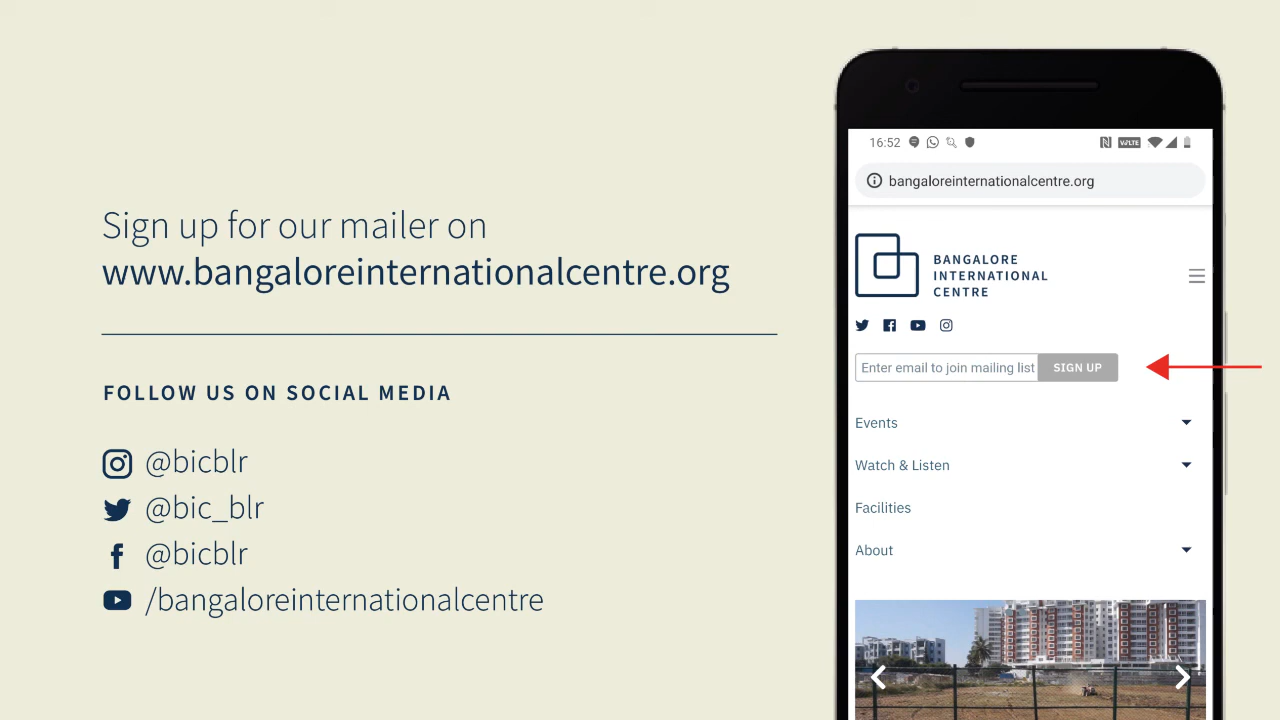 Sign up for our mailer on
www.bangaloreinternationalcentre.org
FOLLOW US ON SOCIAL MEDIA
@bicblr
@bic_blr
@bicblr
/bangaloreinternationalcentre
16:52
VoLTE
bangaloreinternationalcentre.org
BANGALORE
INTERNATIONAL
CENTRE
Enter email to join mailing list
SIGN UP
Events
Watch & Listen
Facilities
About